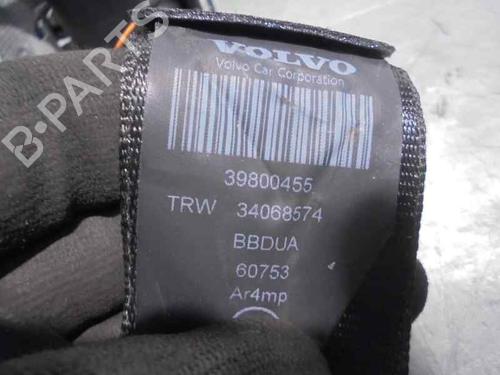 VOLVO
Volvo Car Corporation
39800455
TRW 34068574
BBDUA
60753
Ar4mp
B-PARTS